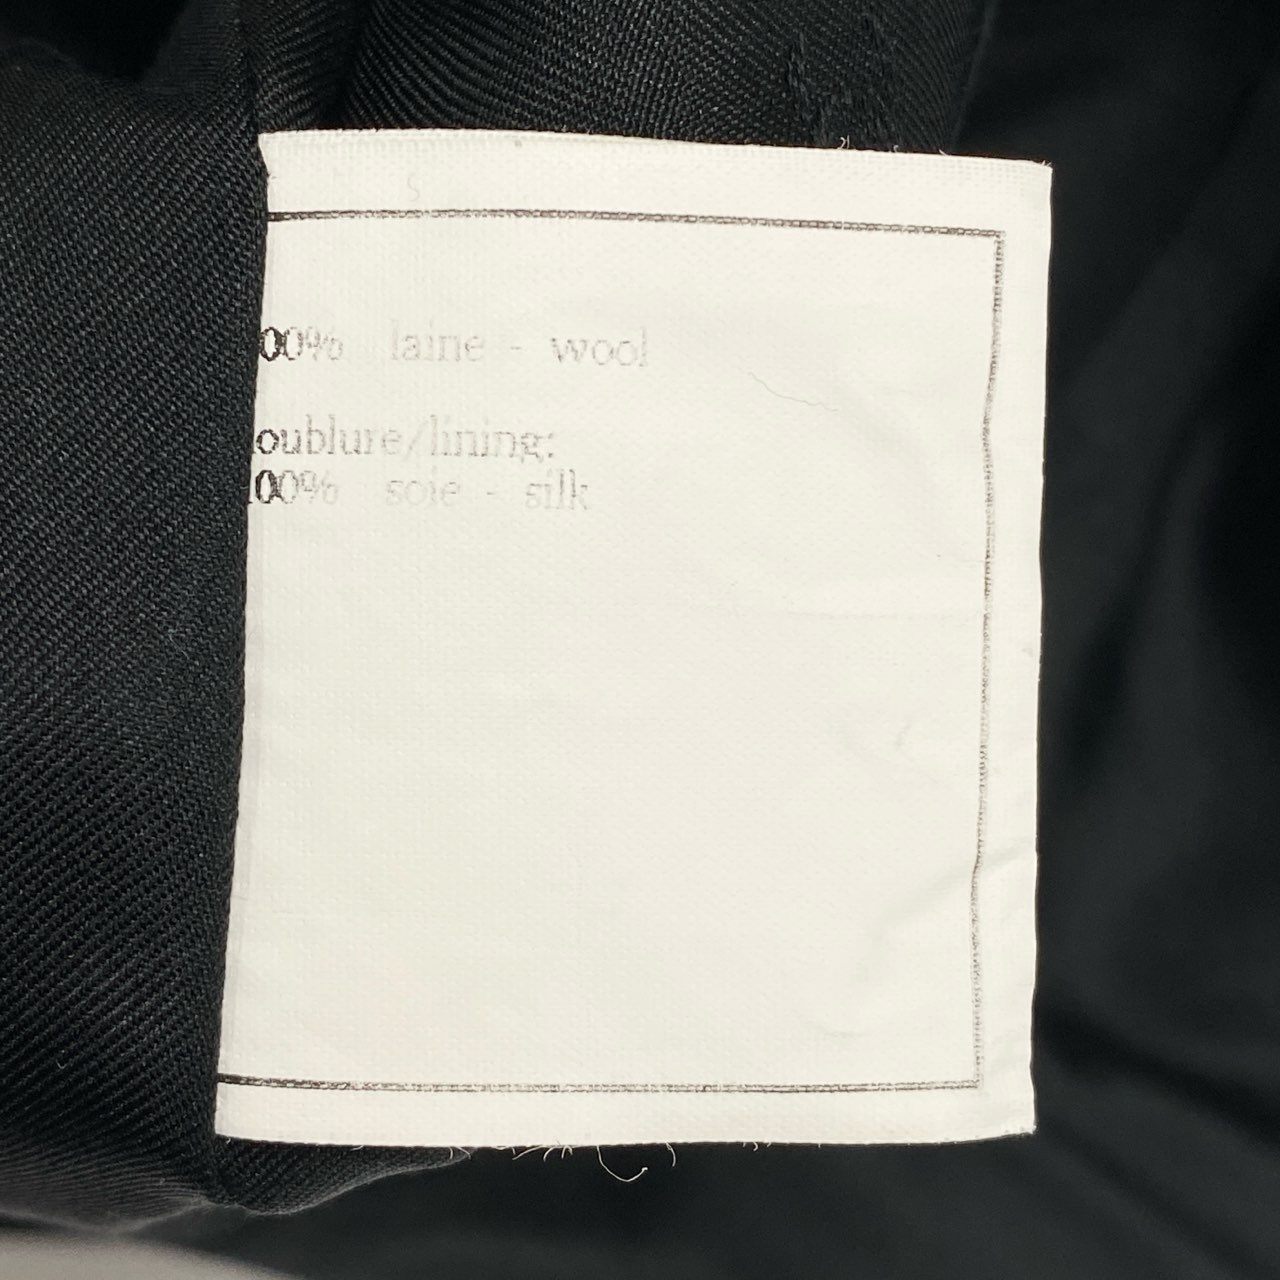 00% laine - wool
oublure/lining:
100% soie - silk